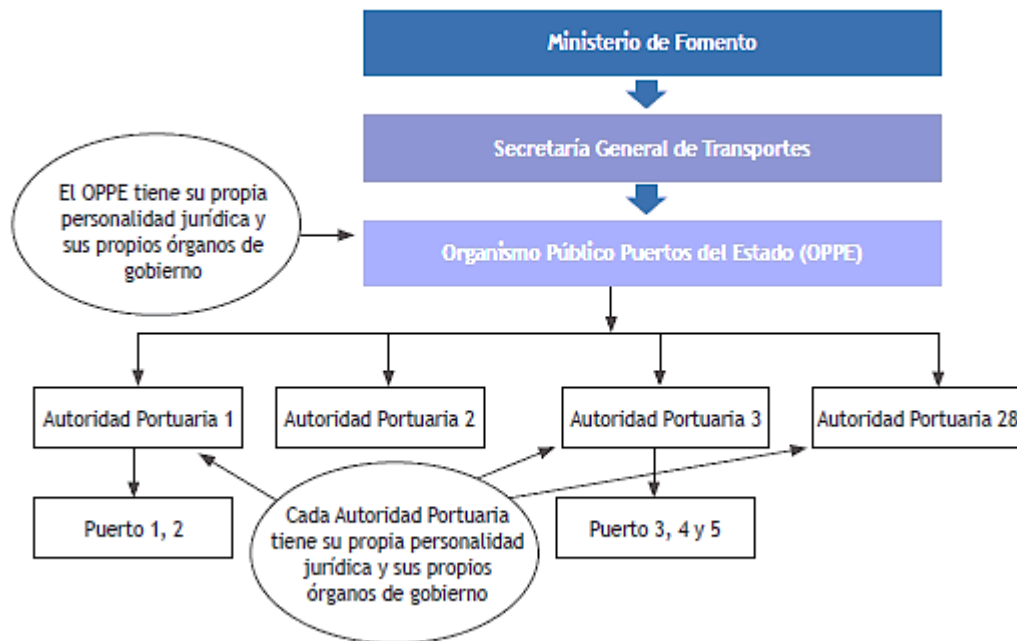 Ministerio de Fomento
Secretaría General de Transportes
El OPPE tiene su propia
personalidad jurídica y
sus propios órganos de
gobierno
Organismo Público Puertos del Estado (OPPE)
Autoridad Portuaria 1
Autoridad Portuaria 2
Autoridad Portuaria 3
Autoridad Portuaria 28
Puerto 1, 2
Cada Autoridad Portuaria
tiene su propia personalidad
jurídica y sus propios
órganos de gobierno
Puerto 3, 4 y 5